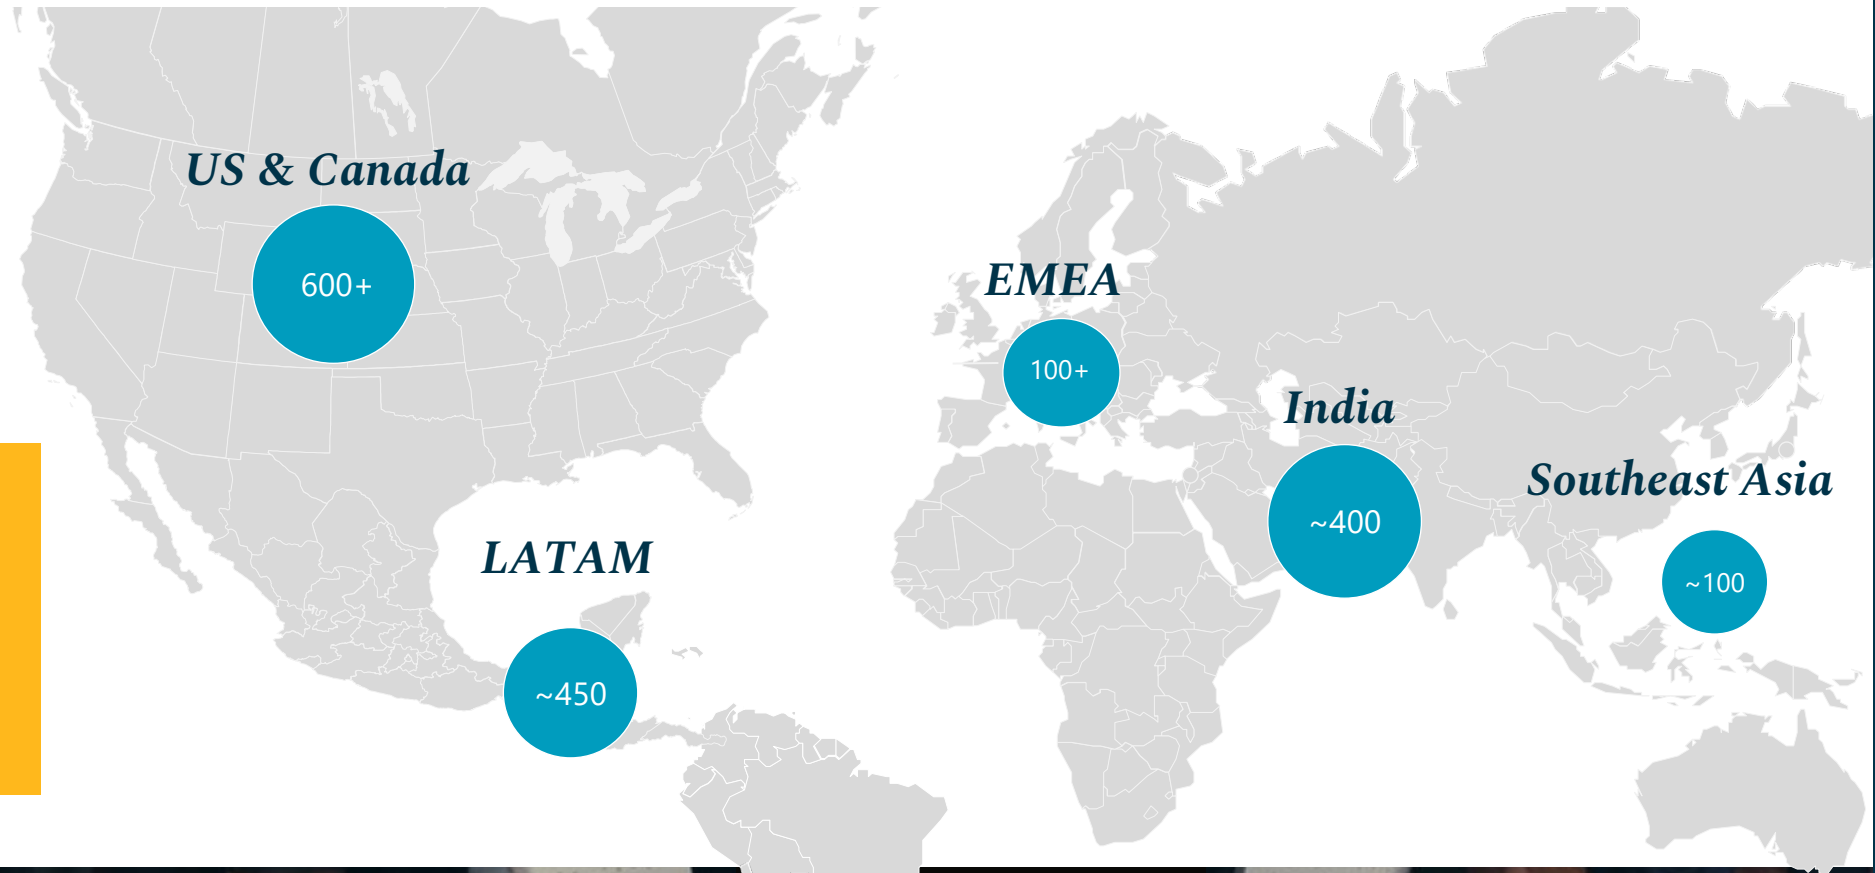 US & Canada
600+
EMEA
100+
India
~400
Southeast Asia
~100
LATAM
~450